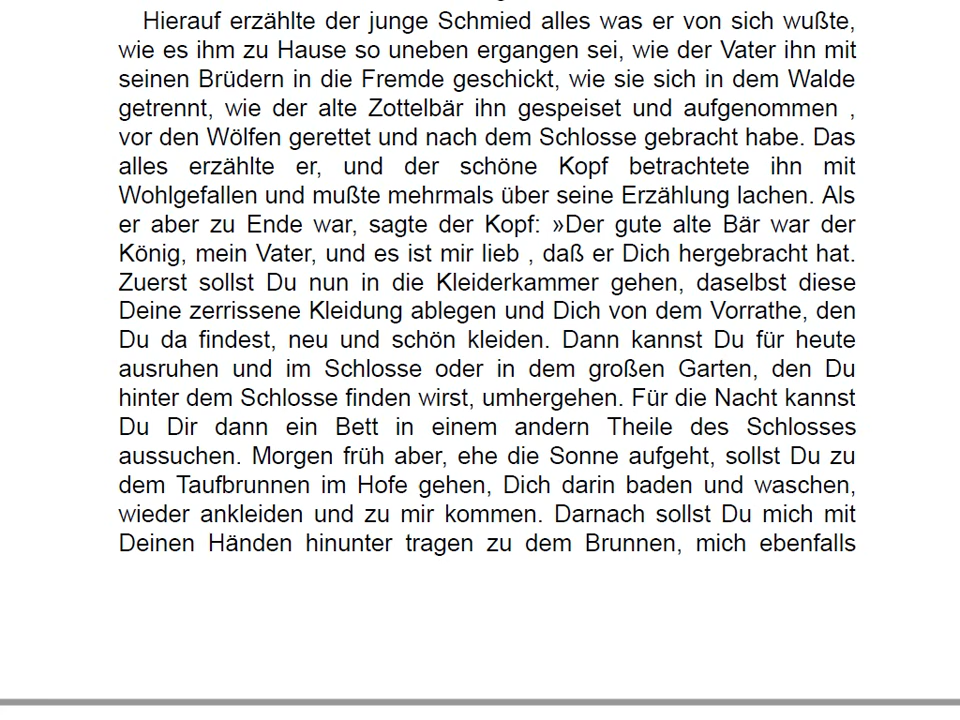 Hierauf erzählte der junge Schmied alles was er von sich wußte,
wie es ihm zu Hause so uneben ergangen sei, wie der Vater ihn mit
seinen Brüdern in die Fremde geschickt, wie sie sich in dem Walde
getrennt, wie der alte Zottelbär ihn gespeiset und aufgenommen ,
vor den Wölfen gerettet und nach dem Schlosse gebracht habe. Das
alles erzählte er, und der schöne Kopf betrachtete ihn mit
Wohlgefallen und mußte mehrmals über seine Erzählung lachen. Als
er aber zu Ende war, sagte der Kopf: »Der gute alte Bär war der
König, mein Vater, und es ist mir lieb , daß er Dich hergebracht hat.
Zuerst sollst Du nun in die Kleiderkammer gehen, daselbst diese
Deine zerrissene Kleidung ablegen und Dich von dem Vorrathe, den
Du da findest, neu und schön kleiden. Dann kannst Du für heute
ausruhen und im Schlosse oder in dem großen Garten, den Du
hinter dem Schlosse finden wirst, umhergehen. Für die Nacht kannst
Du Dir dann ein Bett in einem andern Theile des Schlosses
aussuchen. Morgen früh aber, ehe die Sonne aufgeht, sollst Du zu
dem Taufbrunnen im Hofe gehen, Dich darin baden und waschen,
wieder ankleiden und zu mir kommen. Darnach sollst Du mich mit
Deinen Händen hinunter tragen zu dem Brunnen, mich ebenfalls